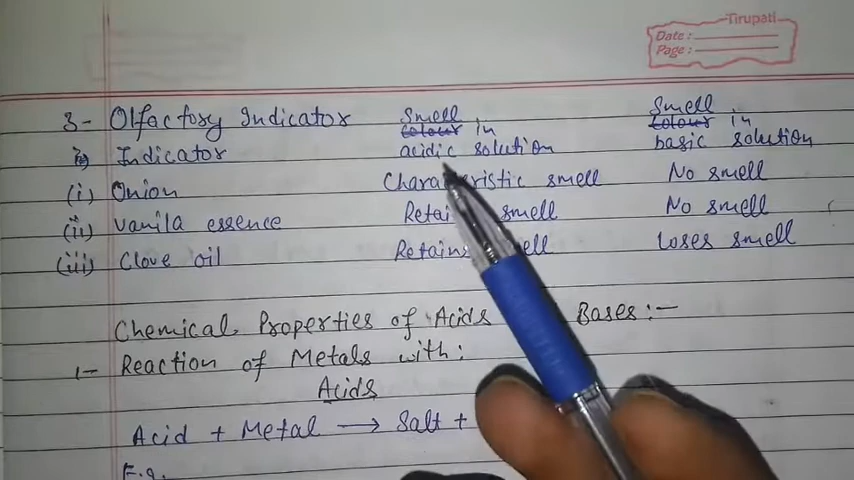 Tirupati
Date:
Page:
3- Olfactory Indicator Smell colour in acidic solution Smell colour in basic solution
Indicator
(i) Onion Characteristic smell No smell
(ii) Vanila essence smell No smell
(iii) Clove oil Retains Loses smell
Chemical Properties of Acids Bases:-
1- Reaction of Metals with:
Acids
Acid + Metal → Salt +
E.g.